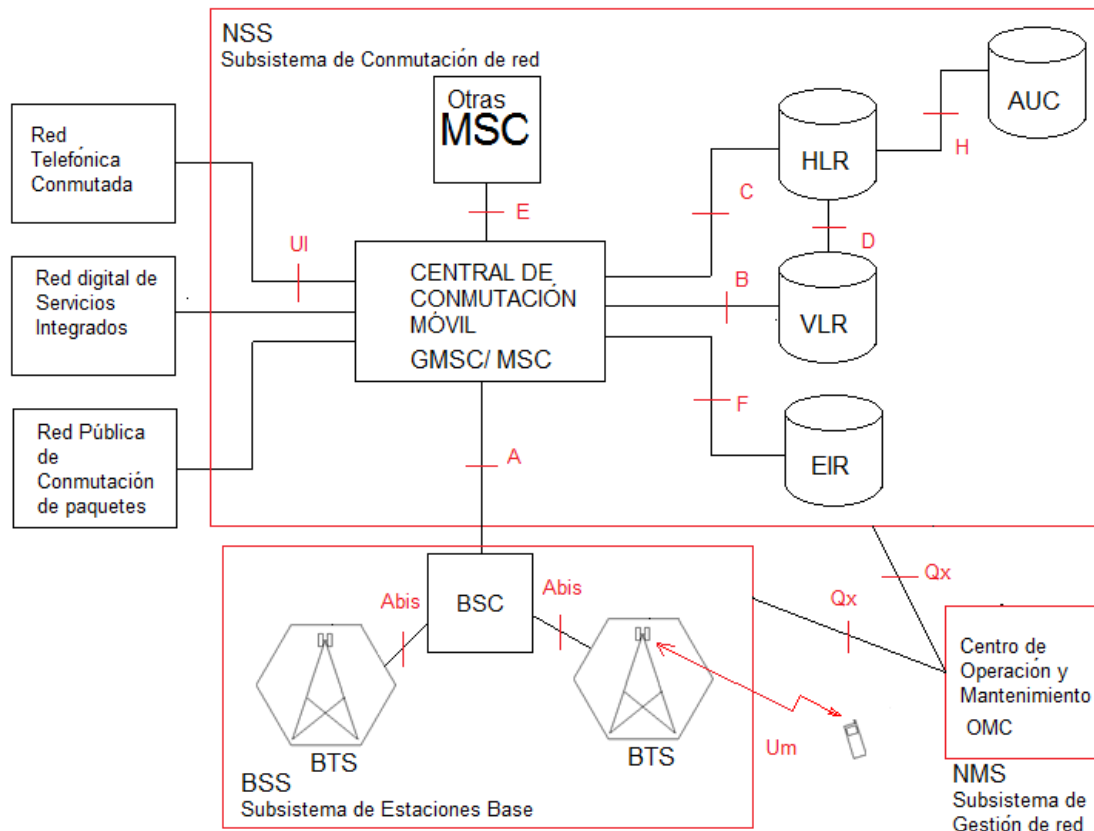 NSS
Subsistema de Conmutación de red
Otras
MSC
AUC
HLR
H
Red
Telefónica
Conmutada
C
E
D
UI
Red digital de
Servicios
Integrados
CENTRAL DE
CONMUTACIÓN
MÓVIL
GMSC/ MSC
B
VLR
F
Red Pública
de
Conmutación
de paquetes
A
EIR
Abis
BSC
Abis
Qx
Qx
Centro de
Operación y
Mantenimiento
OMC
Um
BTS
BTS
BSS
Subsistema de Estaciones Base
NMS
Subsistema de
Gestión de red